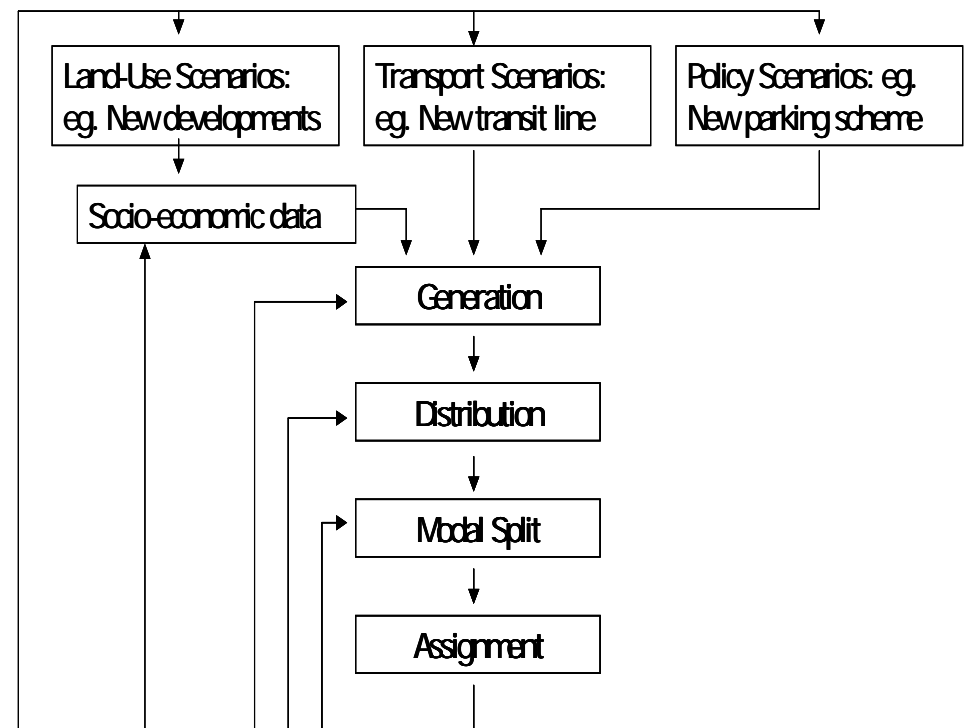 Land-Use Scenarios:
eg. New developments
Transport Scenarios:
eg. New transit line
Policy Scenarios: eg.
New parking scheme
Socio-economic data
Generation
Distribution
Modal Split
Assignment